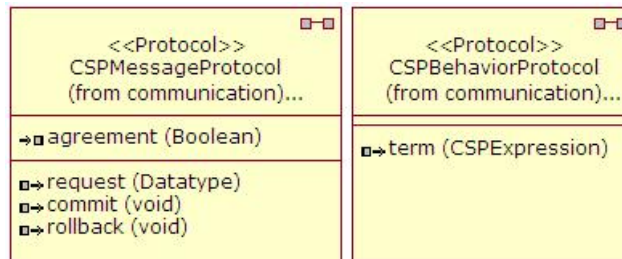 <<Protocol>>
CSPMessageProtocol
(from communication)...
agreement (Boolean)
request (Datatype)
commit (void)
rollback (void)
<<Protocol>>
CSPBehaviorProtocol
(from communication)...
term (CSPExpression)